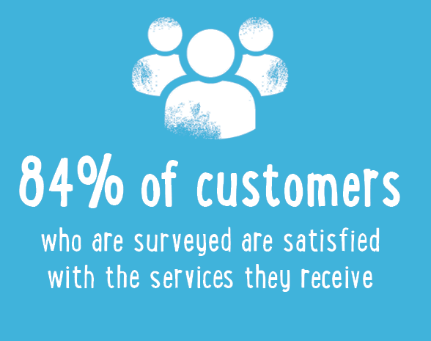 84% of customers
who are surveyed are satisfied
with the services they receive